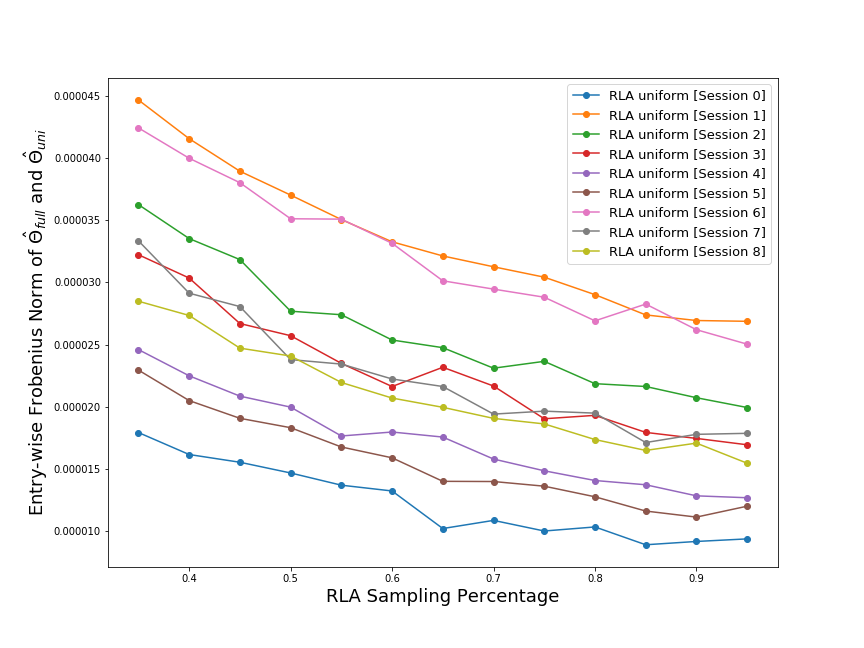 0.000045
0.000040
0.000035
0.000030
0.000025
0.000020
0.000015
0.000010
Entry-wise Frobenius Norm of Θ̂_full and Θ̂_uni
RLA uniform [Session 0]
RLA uniform [Session 1]
RLA uniform [Session 2]
RLA uniform [Session 3]
RLA uniform [Session 4]
RLA uniform [Session 5]
RLA uniform [Session 6]
RLA uniform [Session 7]
RLA uniform [Session 8]
0.4 0.5 0.6 0.7 0.8 0.9
RLA Sampling Percentage